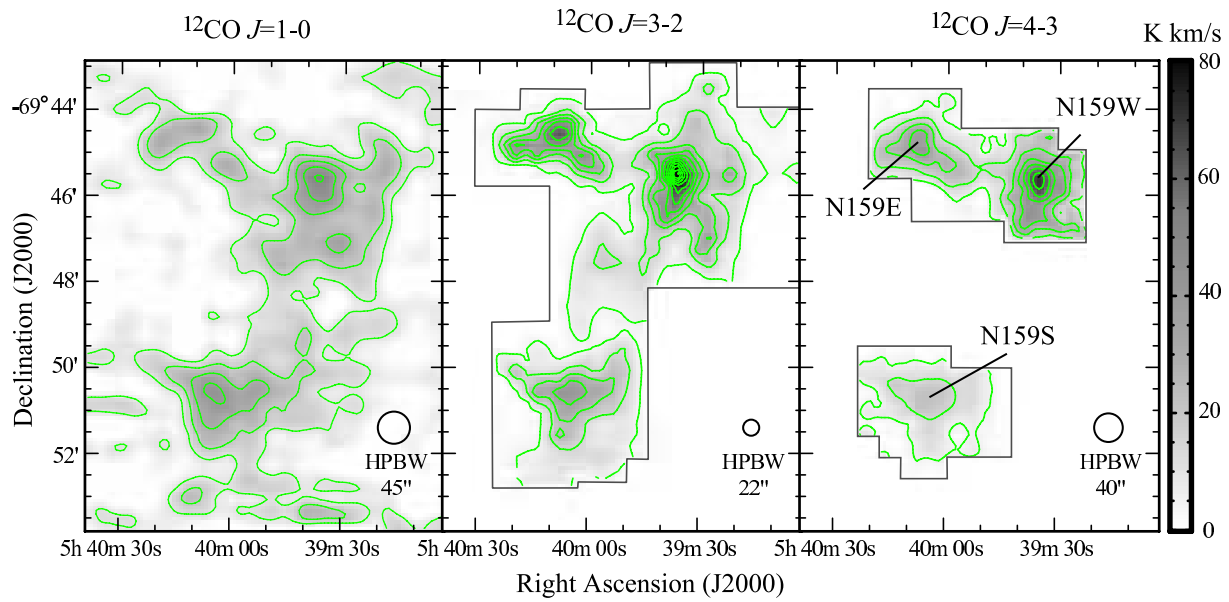 ¹²CO J=1-0
¹²CO J=3-2
¹²CO J=4-3
K km/s
80
60
40
20
0
-69°44'
46'
48'
50'
52'
Declination (J2000)
N159W
N159E
N159S
HPBW
45"
HPBW
22"
HPBW
40"
5h 40m 30s
40m 00s
39m 30s
5h 40m 30s
40m 00s
39m 30s
5h 40m 30s
40m 00s
39m 30s
Right Ascension (J2000)